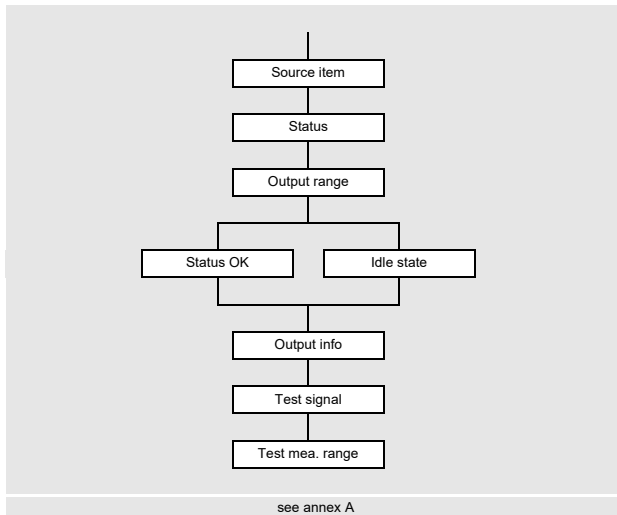 Source item
Status
Output range
Status OK
Idle state
Output info
Test signal
Test mea. range
see annex A